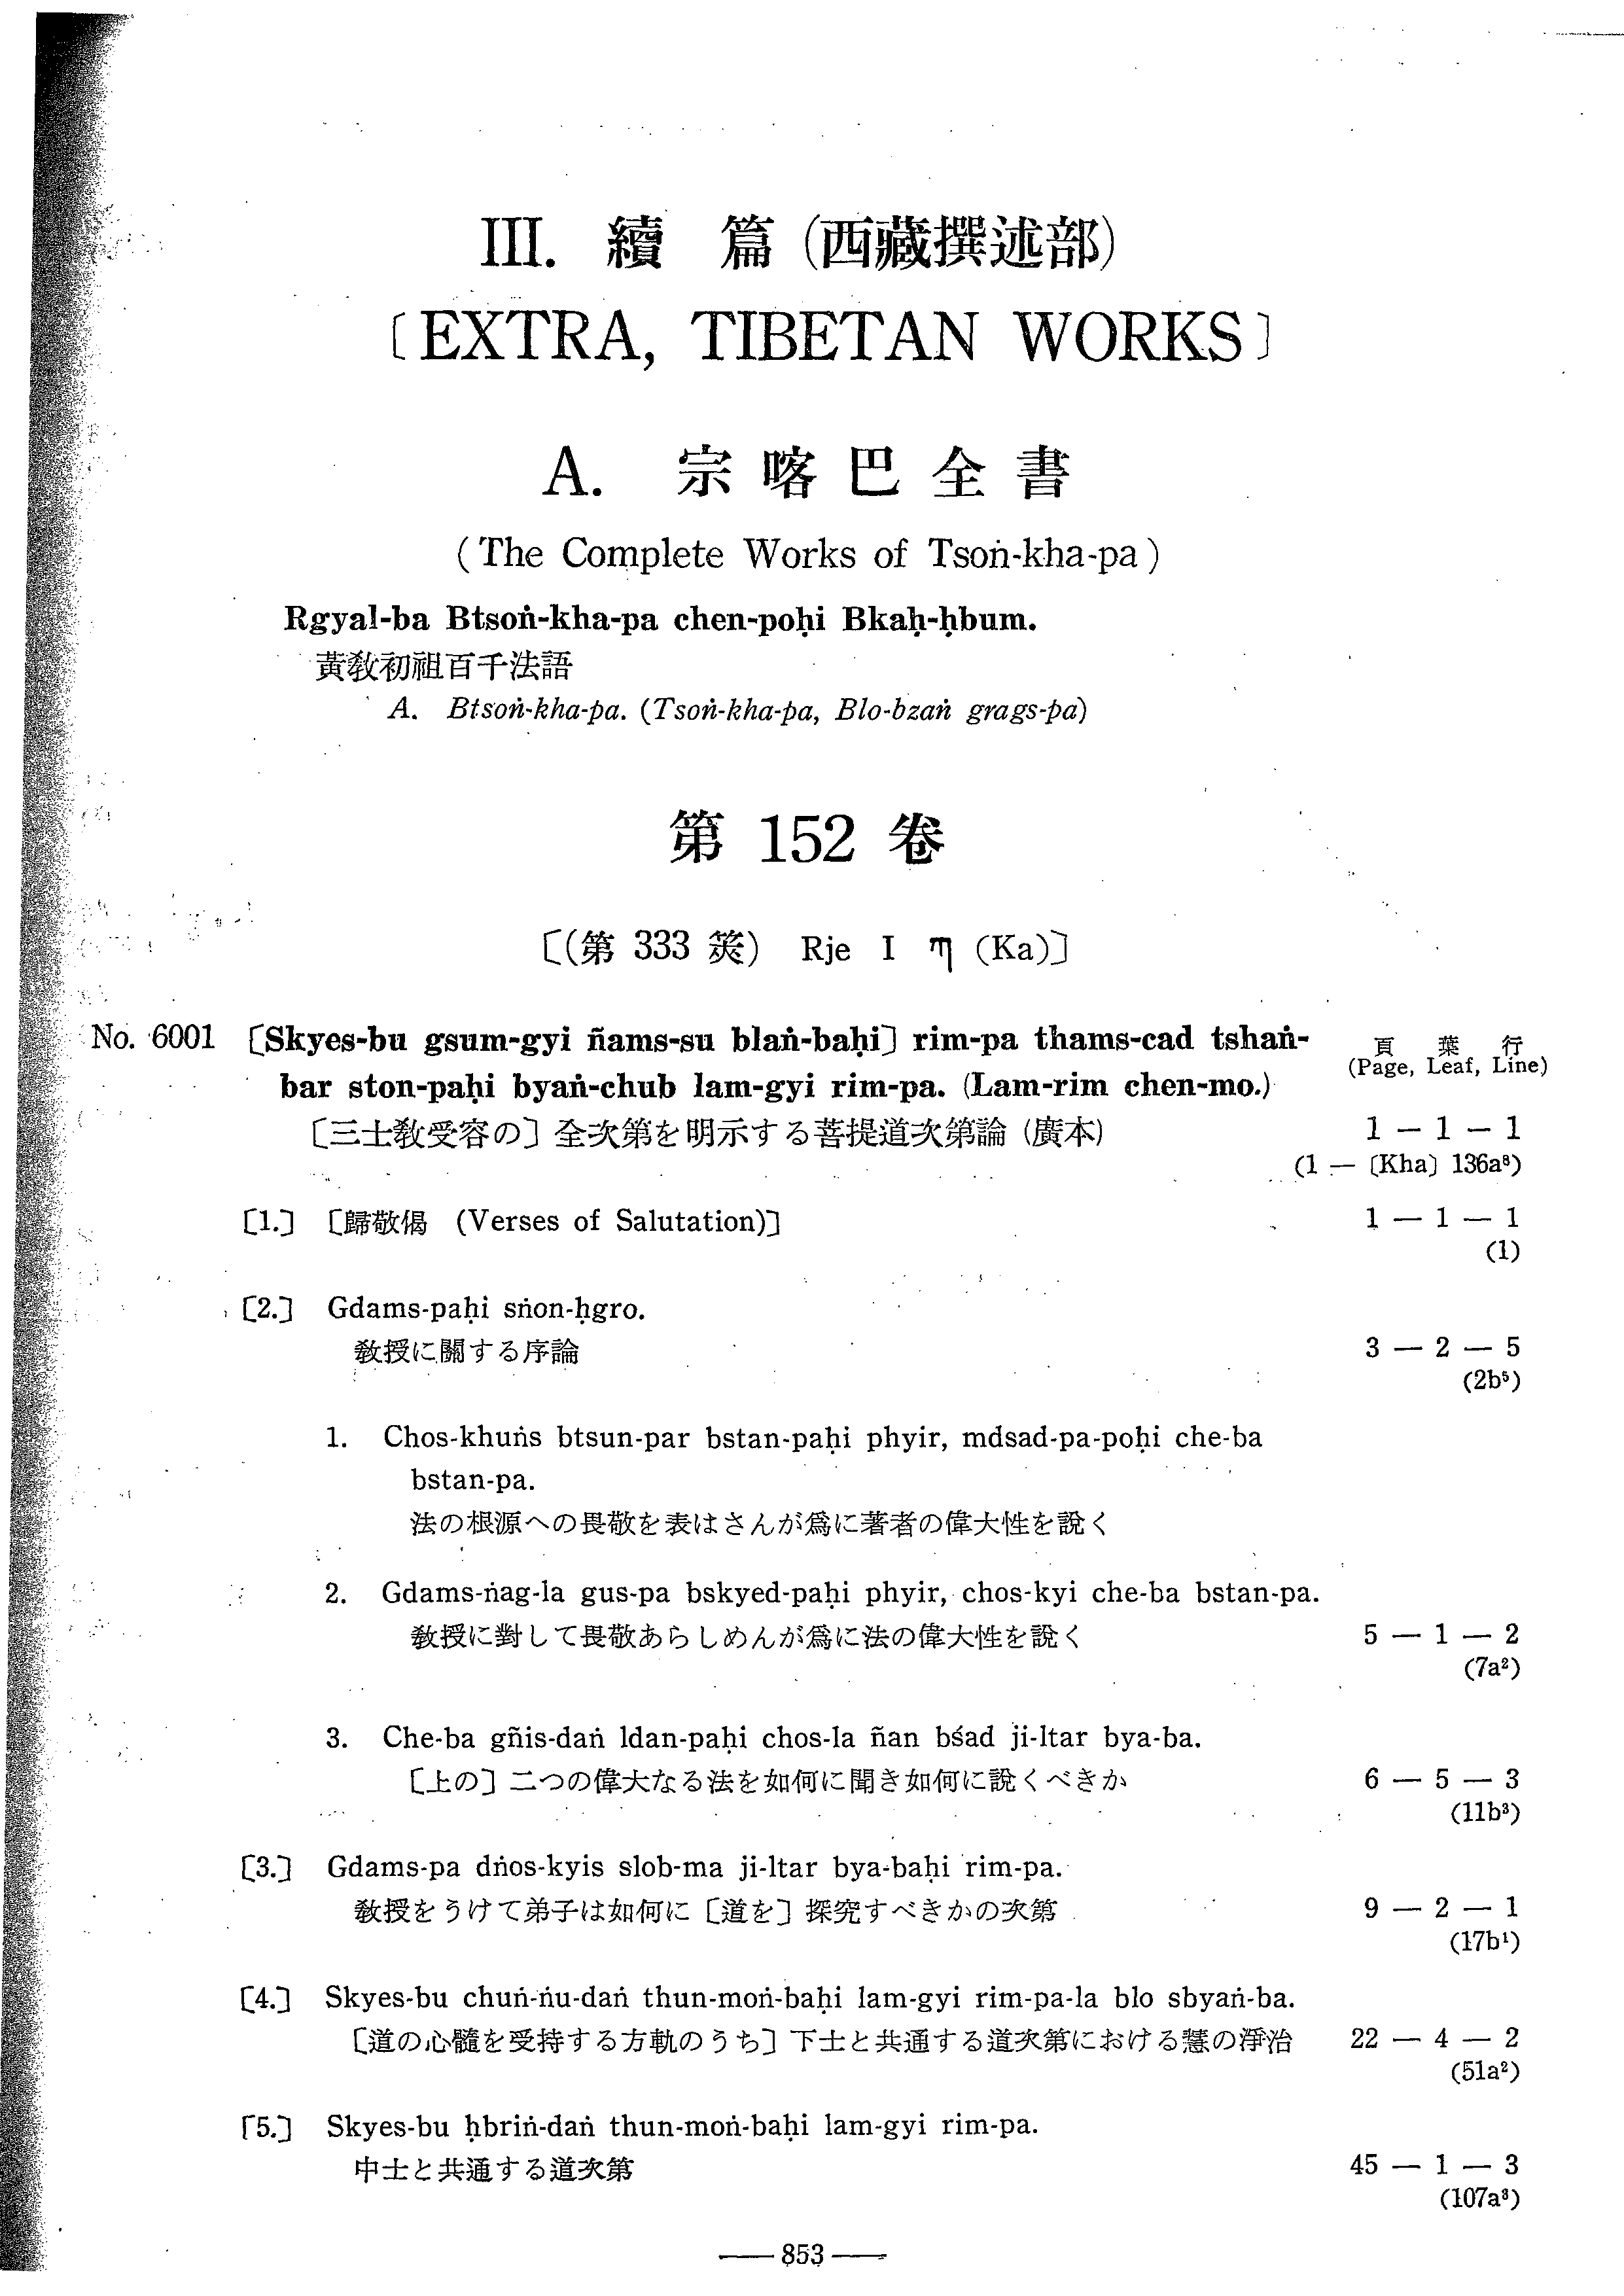 III. 續 篇 (西藏撰述部)
〔EXTRA, TIBETAN WORKS〕
A. 宗喀巴全書
(The Complete Works of Tsoṅ-kha-pa)
Rgyal-ba Btsoṅ-kha-pa chen-poḥi Bkaḥ-ḥbum.
黃敎初祖百千法語
A. Btsoṅ-kha-pa. (Tsoṅ-kha-pa, Blo-bzaṅ grags-pa)
第 152 卷
〔(第 333 筴) Rje I ཀ (Ka)〕
No. 6001 〔Skyes-bu gsum-gyi ñams-su blaṅ-baḥi〕 rim-pa thams-cad tshaṅ-
頁 葉 行
(Page, Leaf, Line)
bar ston-paḥi byaṅ-chub lam-gyi rim-pa. (Lam-rim chen-mo.)
〔三士敎受容の〕全次第を明示する菩提道次第論 (廣本) 1 — 1 — 1
(1 — 〔Kha〕 136a⁸)
〔1.〕 〔歸敬偈 (Verses of Salutation)〕 1 — 1 — 1
(1)
〔2.〕 Gdams-paḥi sṅon-ḥgro.
敎授に關する序論 3 — 2 — 5
(2b⁵)
1. Chos-khuṅs btsun-par bstan-paḥi phyir, mdsad-pa-poḥi che-ba
bstan-pa.
法の根源への畏敬を表はさんが爲に著者の偉大性を說く
2. Gdams-ṅag-la gus-pa bskyed-paḥi phyir, chos-kyi che-ba bstan-pa.
敎授に對して畏敬あらしめんが爲に法の偉大性を說く 5 — 1 — 2
(7a²)
3. Che-ba gñis-daṅ ldan-paḥi chos-la ñan bśad ji-ltar bya-ba.
〔上の〕二つの偉大なる法を如何に聞き如何に說くべきか 6 — 5 — 3
(11b³)
〔3.〕 Gdams-pa dṅos-kyis slob-ma ji-ltar bya-baḥi rim-pa.
敎授をうけて弟子は如何に〔道を〕探究すべきかの次第 9 — 2 — 1
(17b¹)
〔4.〕 Skyes-bu chuṅ-ṅu-daṅ thun-moṅ-baḥi lam-gyi rim-pa-la blo sbyaṅ-ba.
〔道の心髓を受持する方軌のうち〕下士と共通する道次第における慧の淨治 22 — 4 — 2
(51a²)
〔5.〕 Skyes-bu ḥbriṅ-daṅ thun-moṅ-baḥi lam-gyi rim-pa.
中士と共通する道次第 45 — 1 — 3
(107a³)
— 853 —